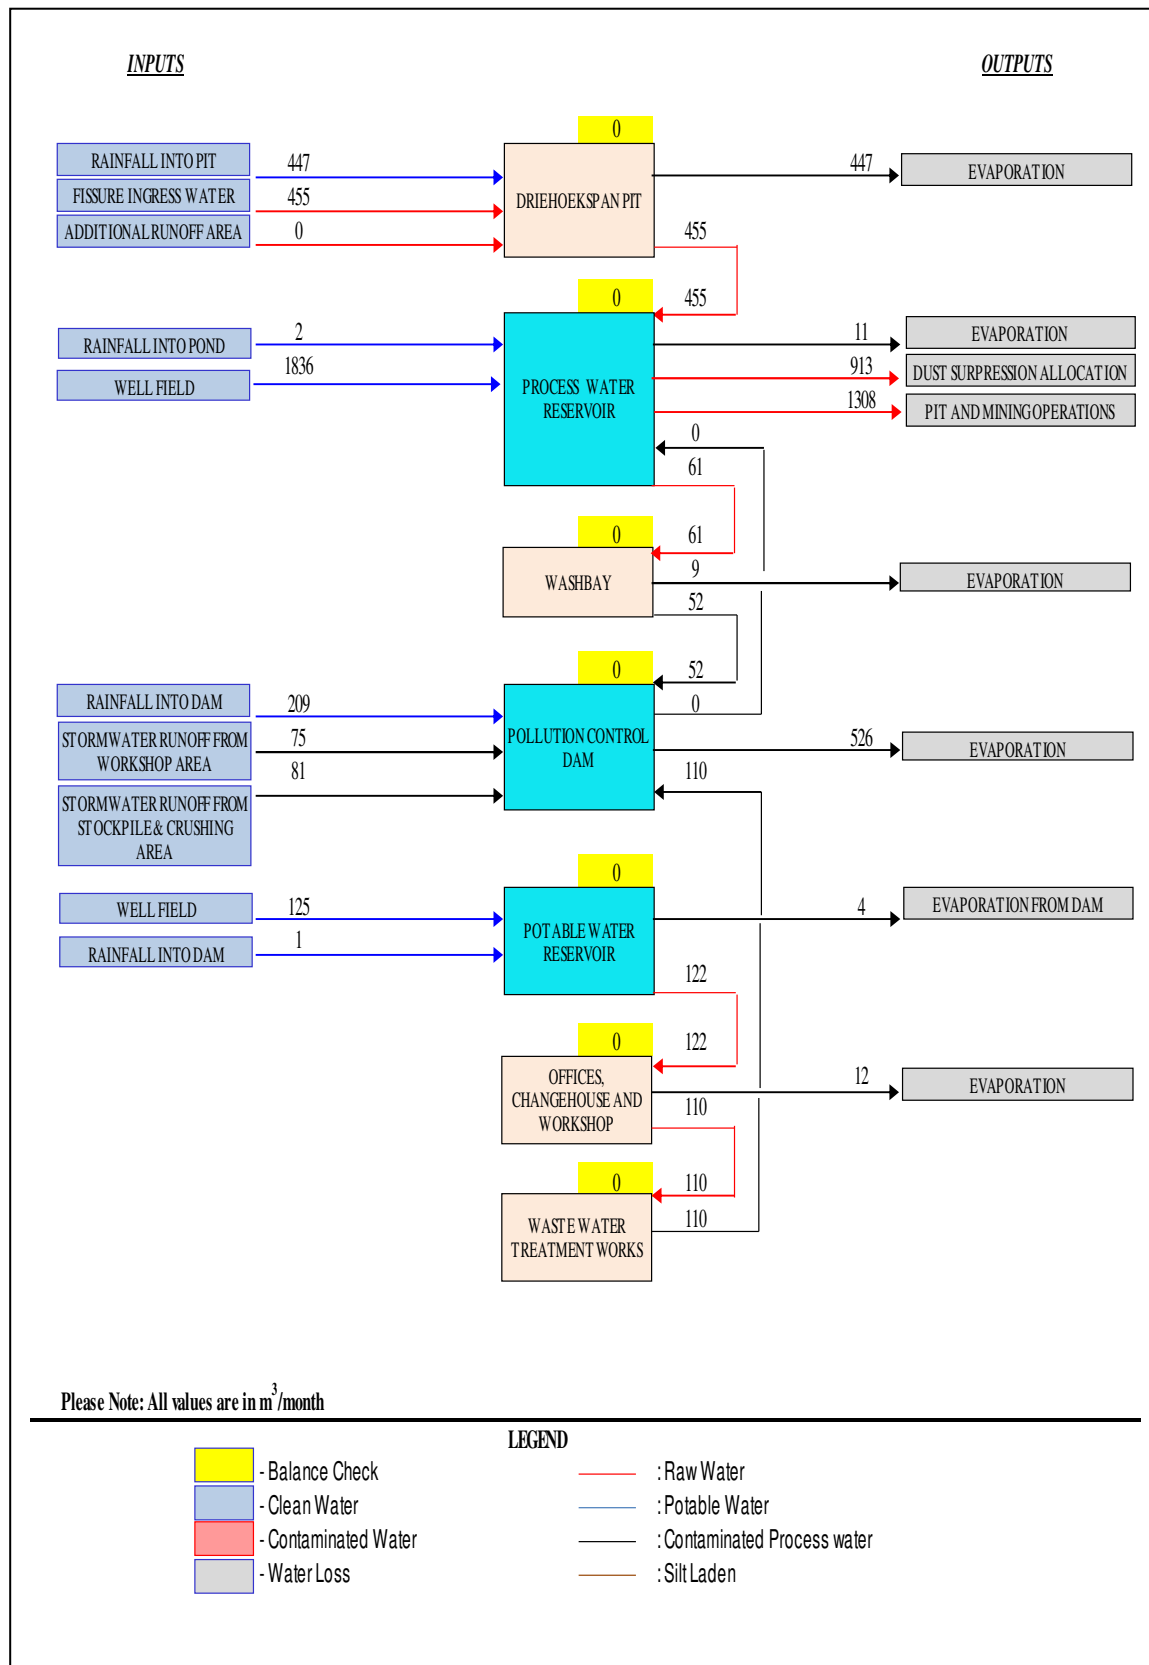 INPUTS
OUTPUTS
0
RAINFALL INTO PIT
447
447
EVAPORATION
FISSURE INGRESS WATER
455
DRIEHOEKSPAN PIT
ADDITIONAL RUNOFF AREA
0
455
0
455
RAINFALL INTO POND
2
11
EVAPORATION
1836
913
DUST SURPRESSION ALLOCATION
WELL FIELD
PROCESS WATER
RESERVOIR
1308
PIT AND MINING OPERATIONS
0
61
0
61
WASHBAY
9
EVAPORATION
52
0
52
RAINFALL INTO DAM
209
0
STORMWATER RUNOFF FROM
WORKSHOP AREA
75
POLLUTION CONTROL
DAM
526
EVAPORATION
81
110
STORMWATER RUNOFF FROM
STOCKPILE & CRUSHING
AREA
0
WELL FIELD
125
4
EVAPORATION FROM DAM
POTABLE WATER
RESERVOIR
RAINFALL INTO DAM
1
122
0
122
OFFICES,
CHANGEHOUSE AND
WORKSHOP
12
EVAPORATION
110
0
110
WASTE WATER
TREATMENT WORKS
110
Please Note: All values are in m3/month
LEGEND
- Balance Check
: Raw Water
- Clean Water
: Potable Water
- Contaminated Water
: Contaminated Process water
- Water Loss
: Silt Laden